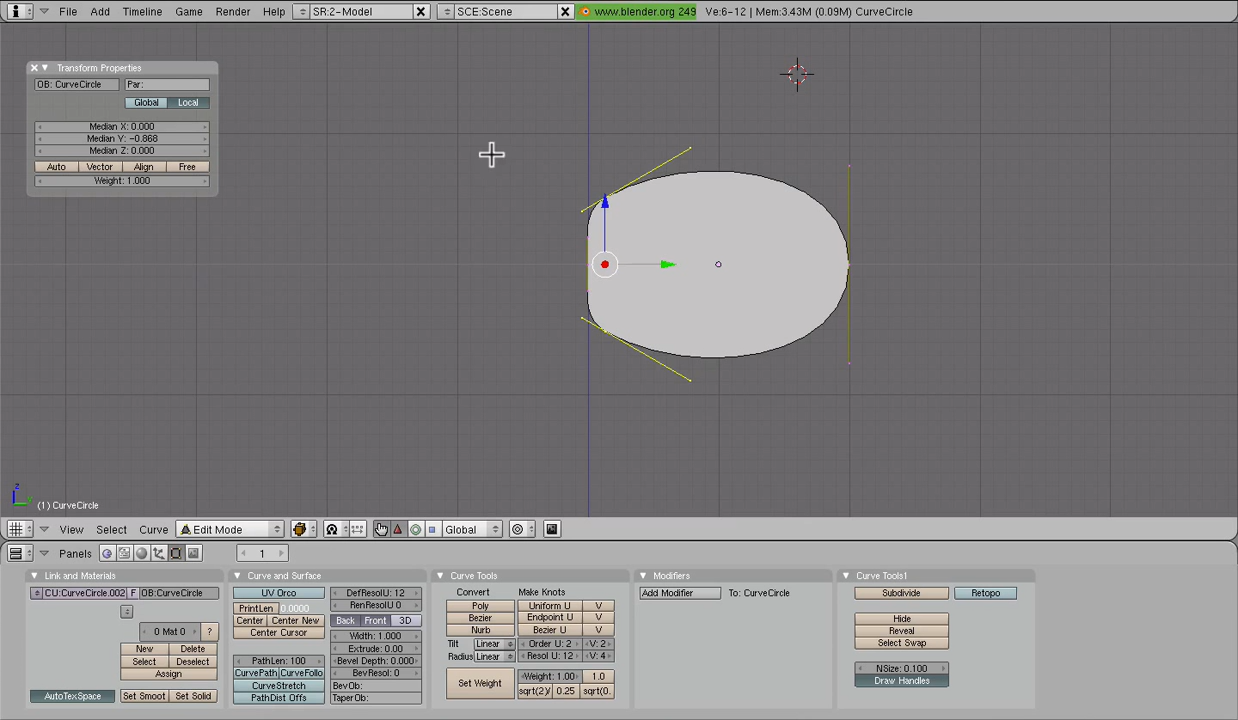 File Add Timeline Game Render Help SR:2-Model SCE:Scene www.blender.org 249 Ve:6-12 | Mem:3.43M (0.09M) CurveCircle
Transform Properties
OB: CurveCircle Par:
Global Local
Median X: 0.000
Median Y: -0.868
Median Z: 0.000
Auto Vector Align Free
Weight: 1.000
z
y
(1) CurveCircle
View Select Curve Edit Mode Global
Panels 1
Link and Materials
CU:CurveCircle.002 F OB:CurveCircle
0 Mat 0 ?
New Delete
Select Deselect
Assign
AutoTexSpace Set Smoot Set Solid
Curve and Surface
UV Orco
PrintLen 0.0000
Center Center New
Center Cursor
PathLen: 100
CurvePath CurveFollo
CurveStretch
PathDist Offs
DefResolU: 12
RenResolU 0
Back Front 3D
Width: 1.000
Extrude: 0.00
Bevel Depth: 0.000
BevResol: 0
BevOb:
TaperOb:
Curve Tools
Convert Make Knots
Poly Uniform U V
Bezier Endpoint U V
Nurb Bezier U V
Tilt Linear Order U: 2 V: 2
Radius Linear Resol U: 12 V: 4
Set Weight Weight: 1.00 1.0
sqrt(2)/ 0.25 sqrt(0.
Modifiers
Add Modifier To: CurveCircle
Curve Tools1
Subdivide Retopo
Hide
Reveal
Select Swap
NSize: 0.100
Draw Handles